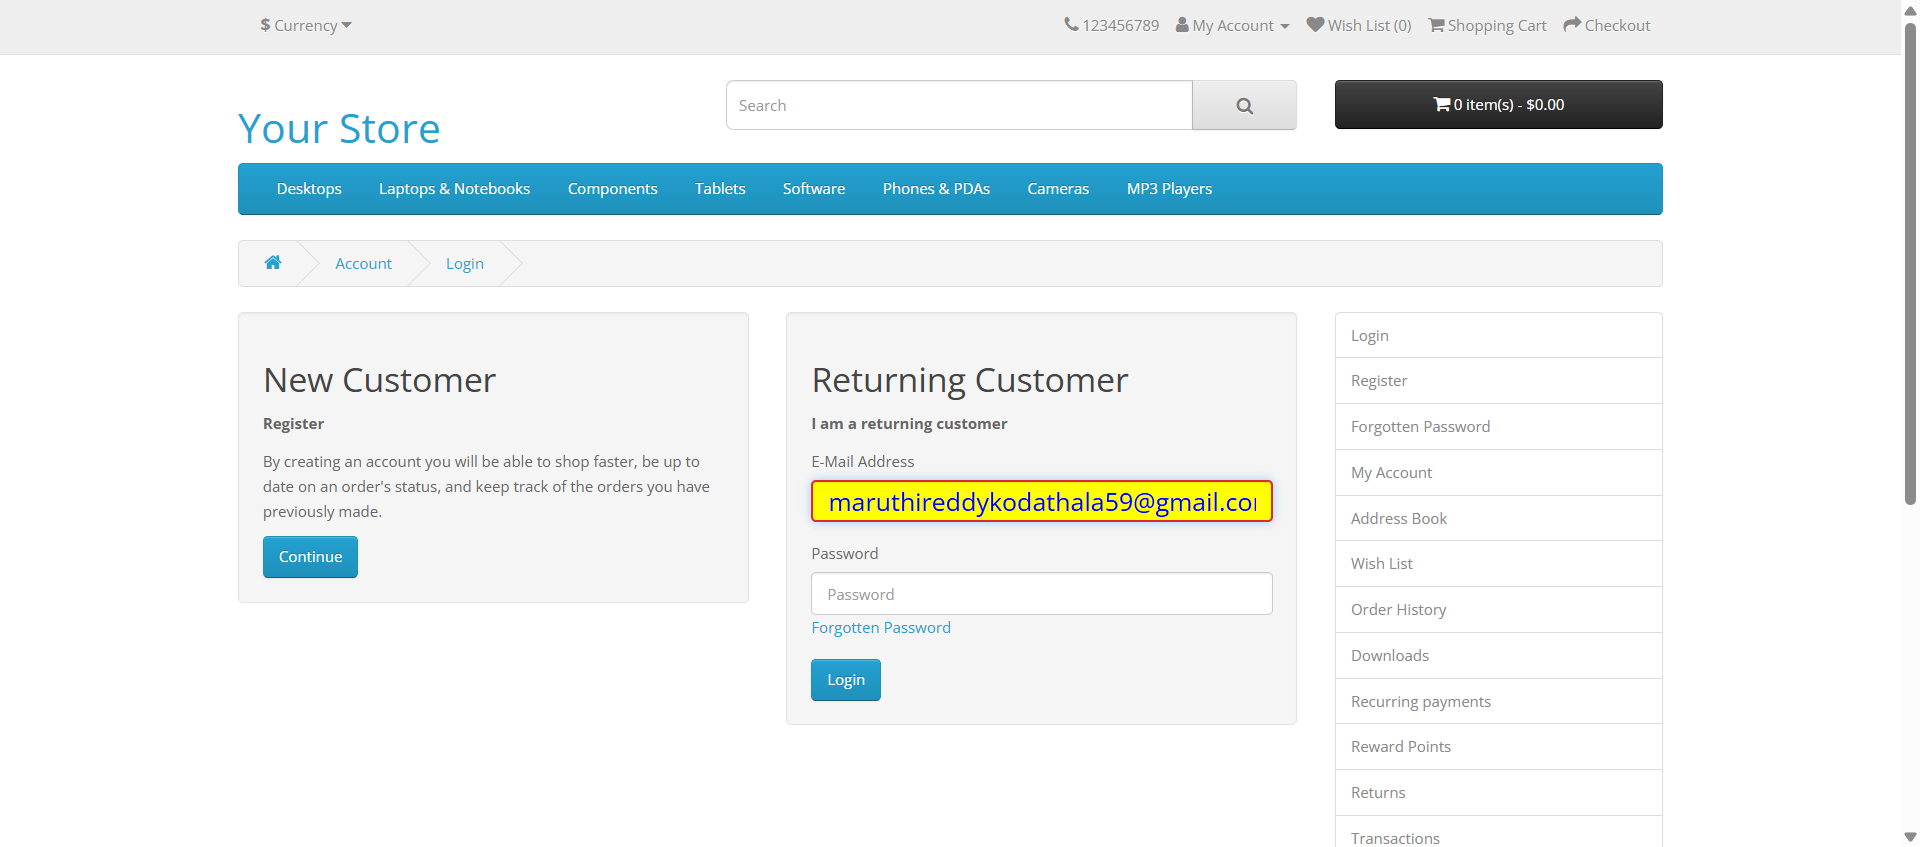 $ Currency
123456789 My Account Wish List (0) Shopping Cart Checkout
Your Store
Search
0 item(s) - $0.00
Desktops Laptops & Notebooks Components Tablets Software Phones & PDAs Cameras MP3 Players
Account Login
New Customer
Register
By creating an account you will be able to shop faster, be up to
date on an order's status, and keep track of the orders you have
previously made.
Continue
Returning Customer
I am a returning customer
E-Mail Address
maruthireddykodathala59@gmail.co
Password
Password
Forgotten Password
Login
Login
Register
Forgotten Password
My Account
Address Book
Wish List
Order History
Downloads
Recurring payments
Reward Points
Returns
Transactions